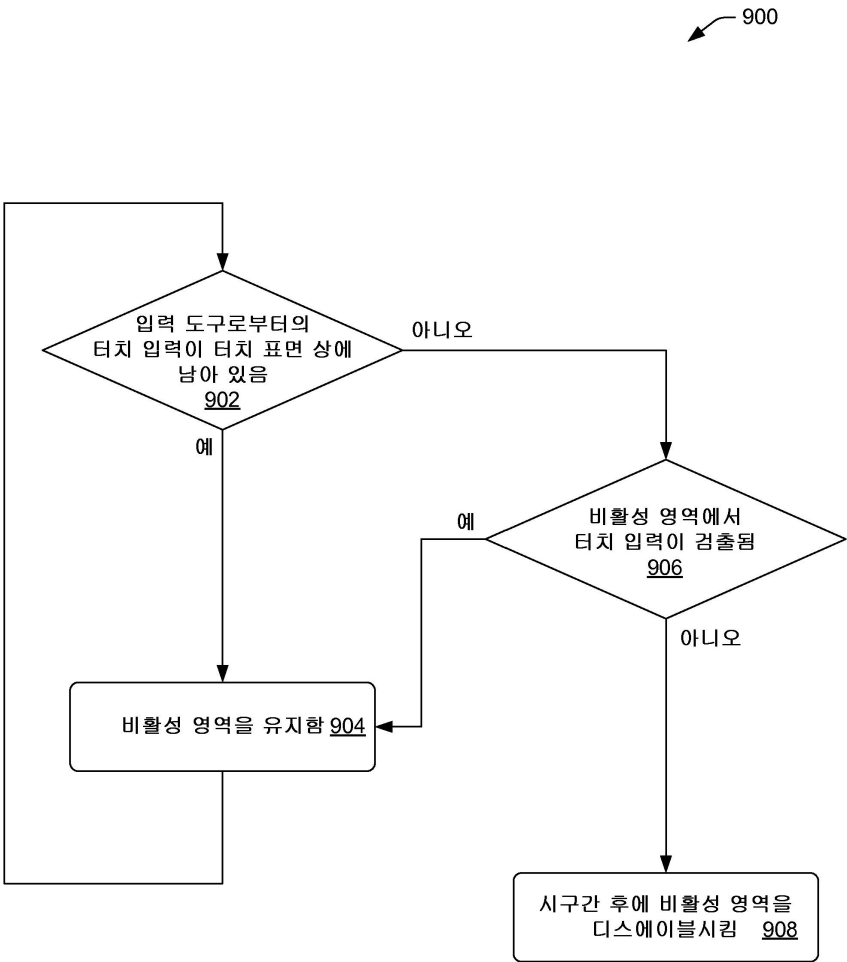 900
입력 도구로부터의
터치 입력이 터치 표면 상에
남아 있음
902
아니오
예
비활성 영역에서
터치 입력이 검출됨
906
예
아니오
비활성 영역을 유지함 904
시구간 후에 비활성 영역을
디스에이블시킴 908